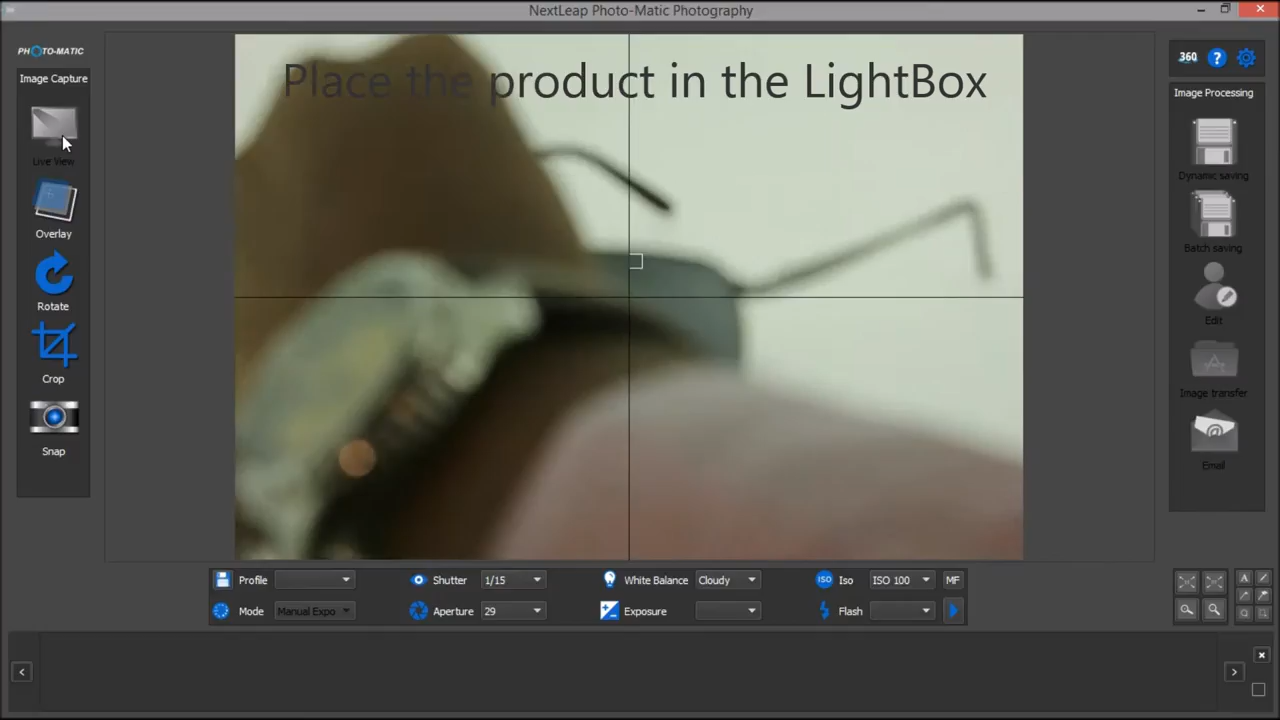 NextLeap Photo-Matic Photography
PHOTO-MATIC
Image Capture
Live View
Overlay
Rotate
Crop
Snap
Place the product in the LightBox
360
?
Image Processing
Dynamic saving
Batch saving
Edit
Image transfer
Email
Profile
Shutter 1/15
White Balance Cloudy
ISO Iso ISO 100 MF
Mode Manual Expo
Aperture 29
Exposure
Flash
A